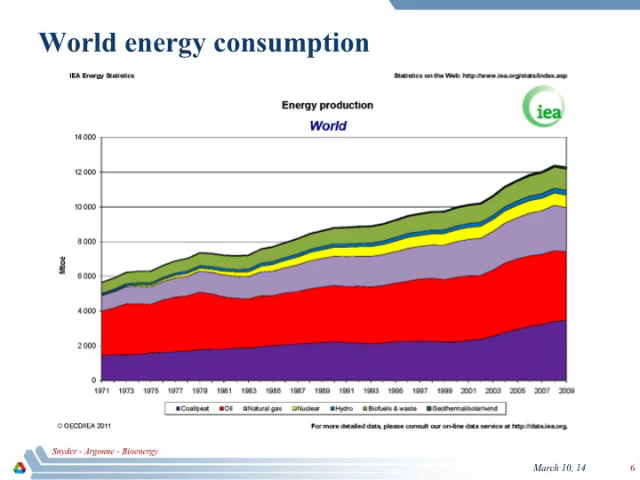 World energy consumption
IEA Energy Statistics
Statistics on the Web: http://www.iea.org/stats/index.asp
Energy production
World
iea
Mtoe
14 000
12 000
10 000
8 000
6 000
4 000
2 000
0
1971 1973 1975 1977 1979 1981 1983 1985 1987 1989 1991 1993 1995 1997 1999 2001 2003 2005 2007 2009
Coal/peat Oil Natural gas Nuclear Hydro Biofuels & waste Geothermal/solar/wind
© OECD/IEA 2011
For more detailed data, please consult our on-line data service at http://data.iea.org.
Snyder - Argonne - Bioenergy
March 10, 14
6